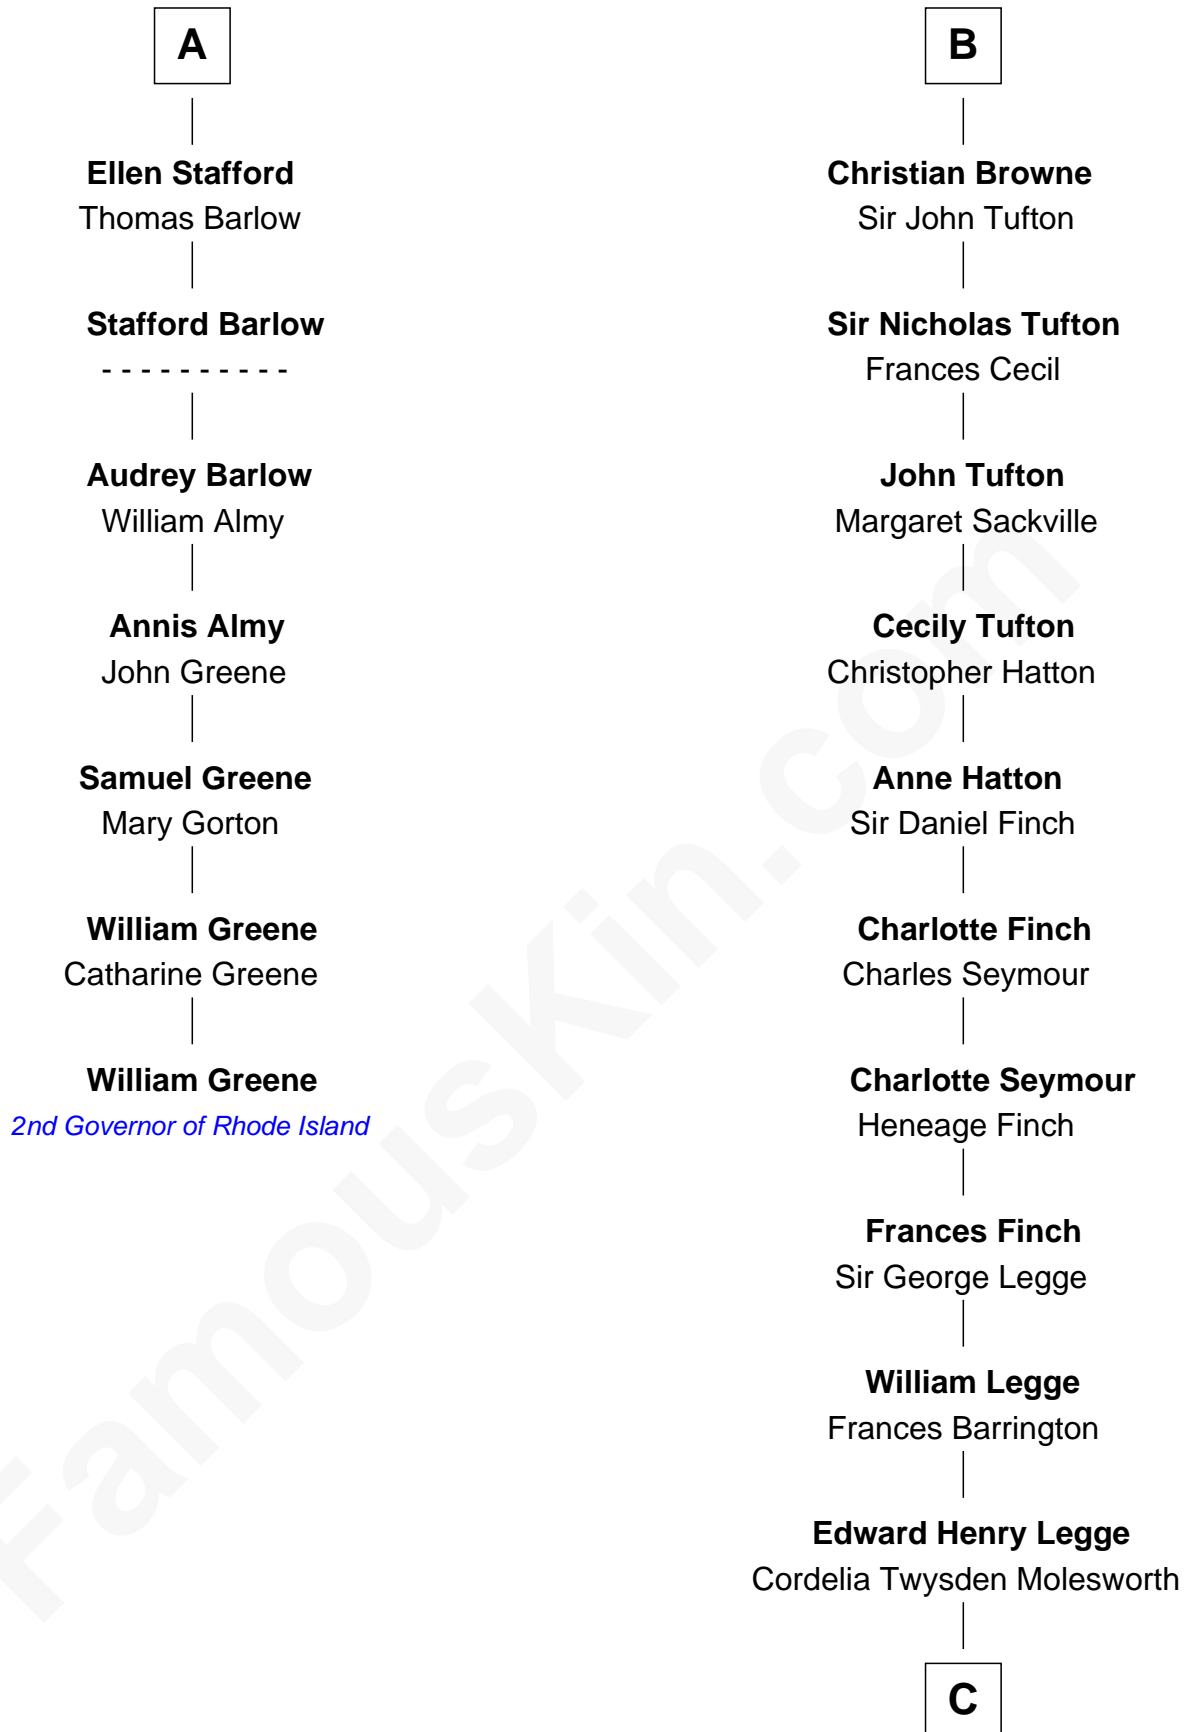 A
Ellen Stafford
Thomas Barlow
Stafford Barlow
- - - - - - - - - -
Audrey Barlow
William Almy
Annis Almy
John Greene
Samuel Greene
Mary Gorton
William Greene
Catharine Greene
William Greene
2nd Governor of Rhode Island
B
Christian Browne
Sir John Tufton
Sir Nicholas Tufton
Frances Cecil
John Tufton
Margaret Sackville
Cecily Tufton
Christopher Hatton
Anne Hatton
Sir Daniel Finch
Charlotte Finch
Charles Seymour
Charlotte Seymour
Heneage Finch
Frances Finch
Sir George Legge
William Legge
Frances Barrington
Edward Henry Legge
Cordelia Twysden Molesworth
C
FamousKin.com